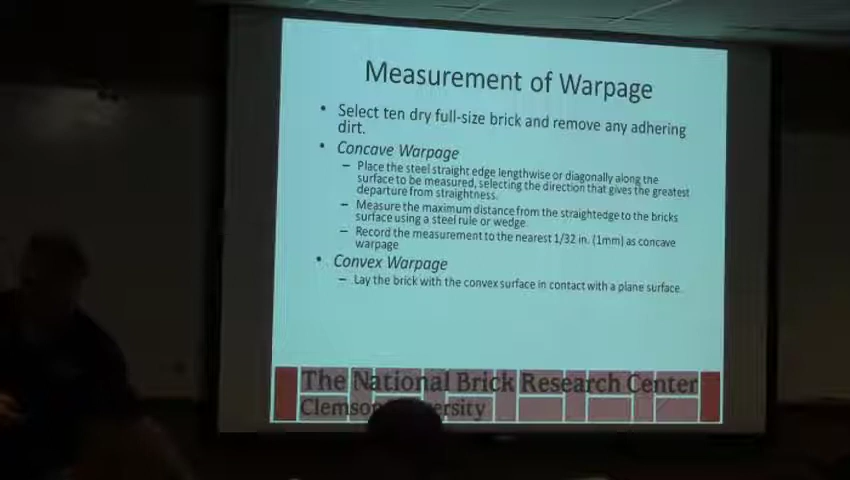 Measurement of Warpage
• Select ten dry full-size brick and remove any adhering
dirt.
• Concave Warpage
– Place the steel straight edge lengthwise or diagonally along the
surface to be measured, selecting the direction that gives the greatest
departure from straightness.
– Measure the maximum distance from the straightedge to the bricks
surface using a steel rule or wedge.
– Record the measurement to the nearest 1/32 in. (1mm) as concave
warpage
• Convex Warpage
– Lay the brick with the convex surface in contact with a plane surface.
The National Brick Research Center
Clemson ersity